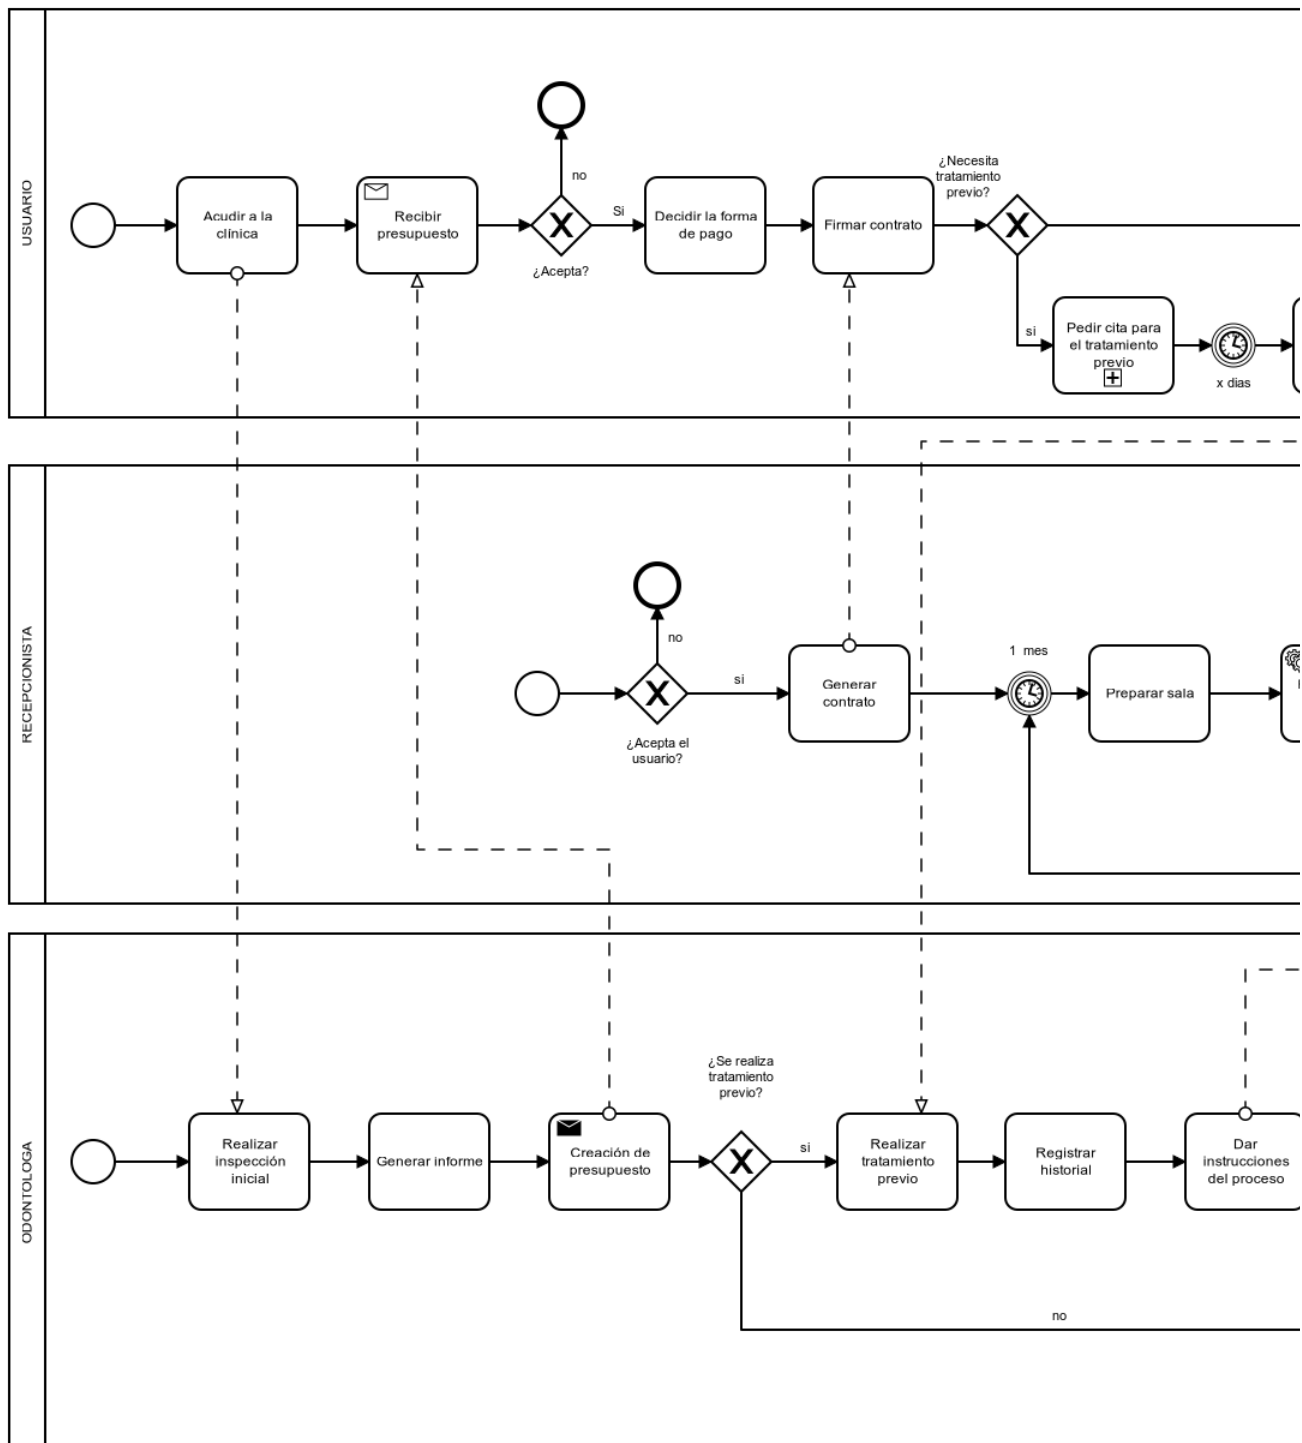 USUARIO
Acudir a la
clínica
Recibir
presupuesto
no
¿Acepta?
Si
Decidir la forma
de pago
Firmar contrato
¿Necesita
tratamiento
previo?
si
Pedir cita para
el tratamiento
previo
x dias
RECEPCIONISTA
no
¿Acepta el
usuario?
si
Generar
contrato
1 mes
Preparar sala
ODONTOLOGA
Realizar
inspección
inicial
Generar informe
Creación de
presupuesto
¿Se realiza
tratamiento
previo?
si
no
Realizar
tratamiento
previo
Registrar
historial
Dar
instrucciones
del proceso